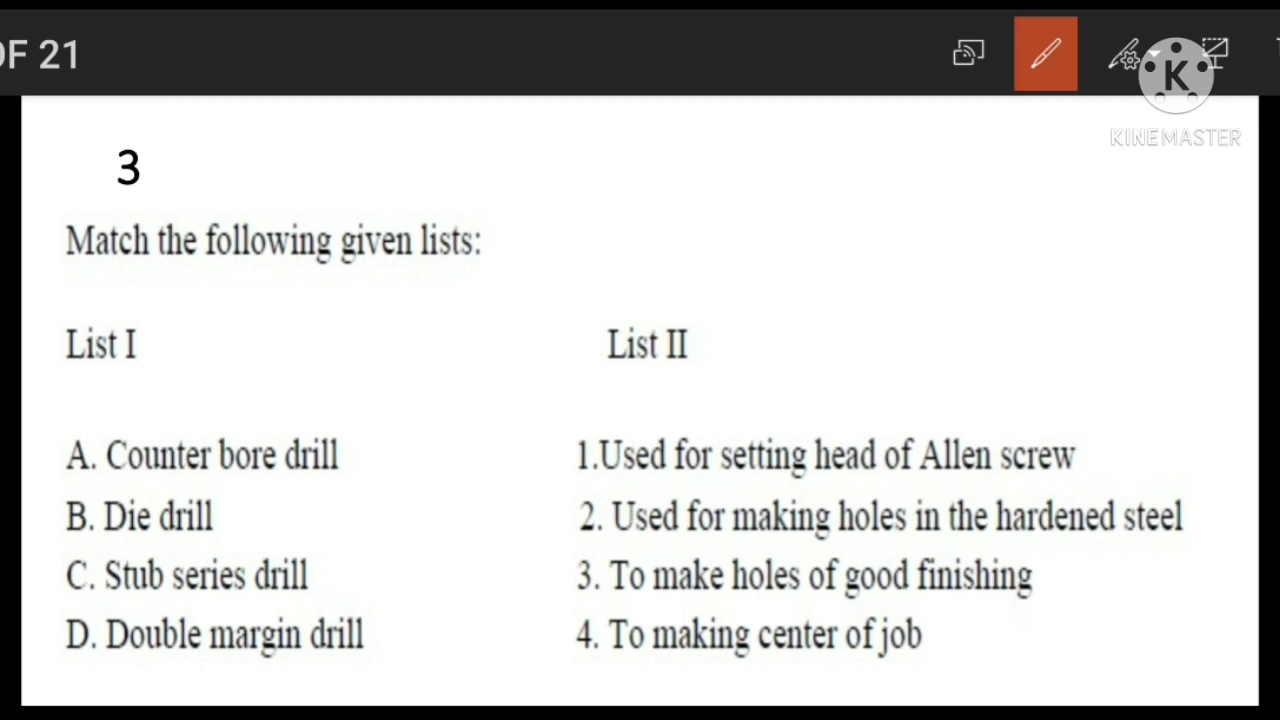 OF 21
K
KINEMASTER
3
Match the following given lists:
List I List II
A. Counter bore drill 1.Used for setting head of Allen screw
B. Die drill 2. Used for making holes in the hardened steel
C. Stub series drill 3. To make holes of good finishing
D. Double margin drill 4. To making center of job